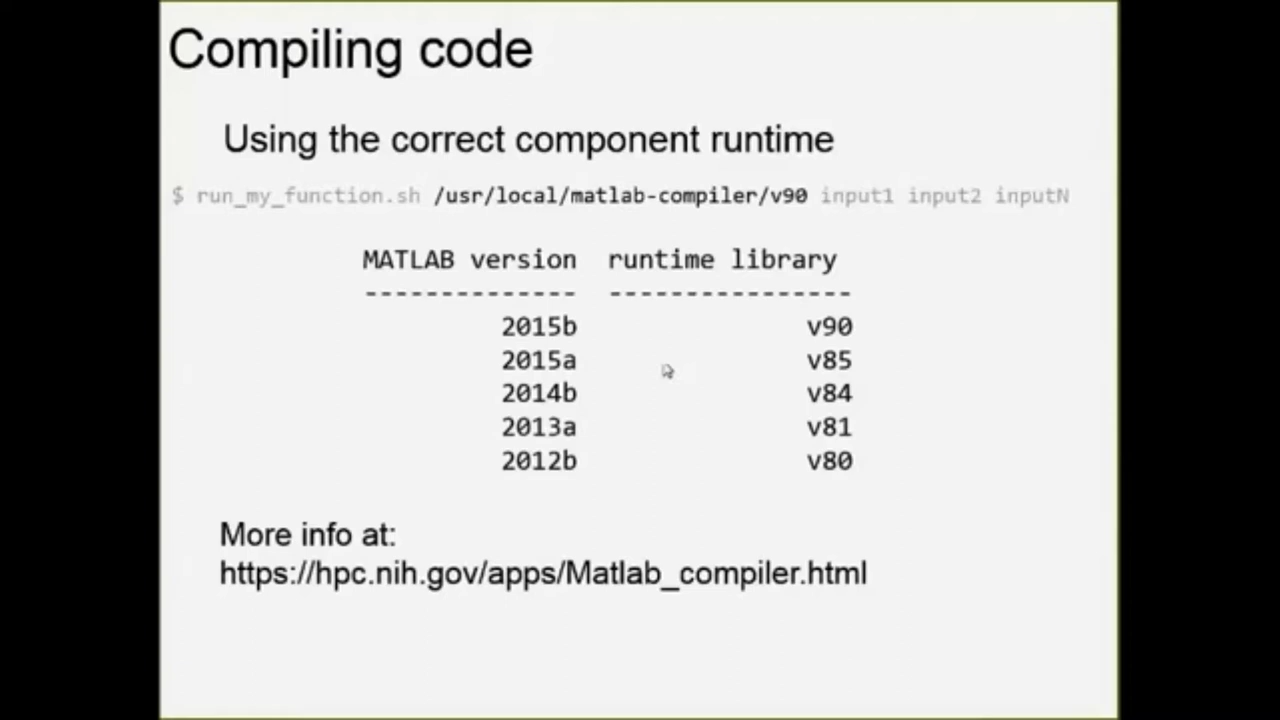 Compiling code
Using the correct component runtime
$ run_my_function.sh /usr/local/matlab-compiler/v90 input1 input2 inputN
MATLAB version  runtime library
--------------  ----------------
2015b  v90
2015a  v85
2014b  v84
2013a  v81
2012b  v80
More info at:
https://hpc.nih.gov/apps/Matlab_compiler.html